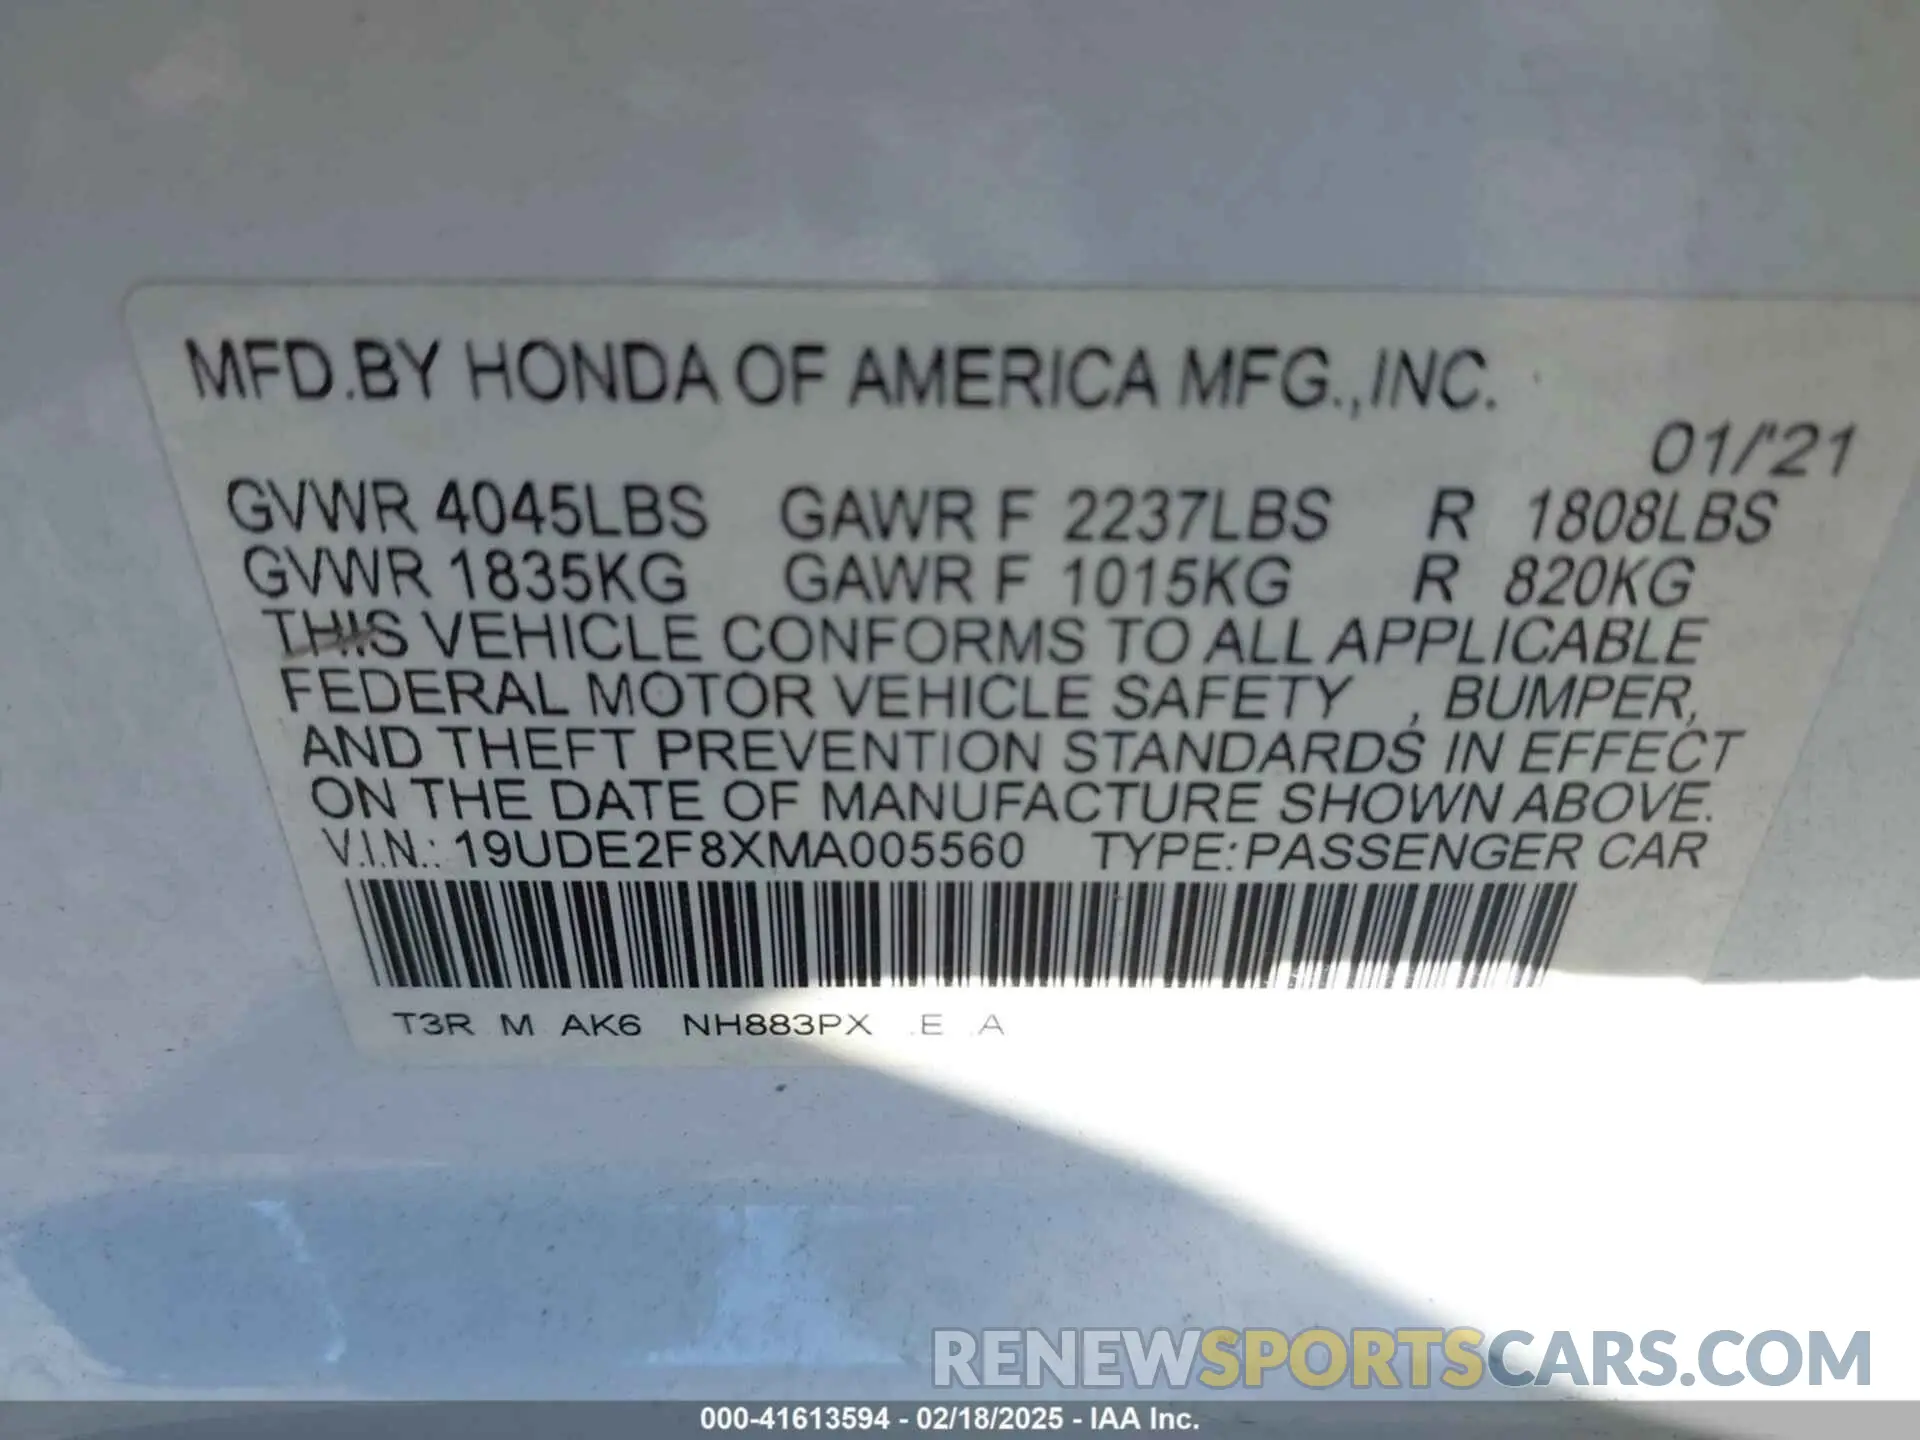 MFD.BY HONDA OF AMERICA MFG.,INC.
01/'21
GVWR 4045LBS GAWR F 2237LBS R 1808LBS
GVWR 1835KG GAWR F 1015KG R 820KG
THIS VEHICLE CONFORMS TO ALL APPLICABLE
FEDERAL MOTOR VEHICLE SAFETY , BUMPER,
AND THEFT PREVENTION STANDARDS IN EFFECT
ON THE DATE OF MANUFACTURE SHOWN ABOVE.
V.I.N.: 19UDE2F8XMA005560 TYPE:PASSENGER CAR
T3R M AK6 NH883PX .E .A
RENEWSPORTSCARS.COM
000-41613594 - 02/18/2025 - IAA Inc.